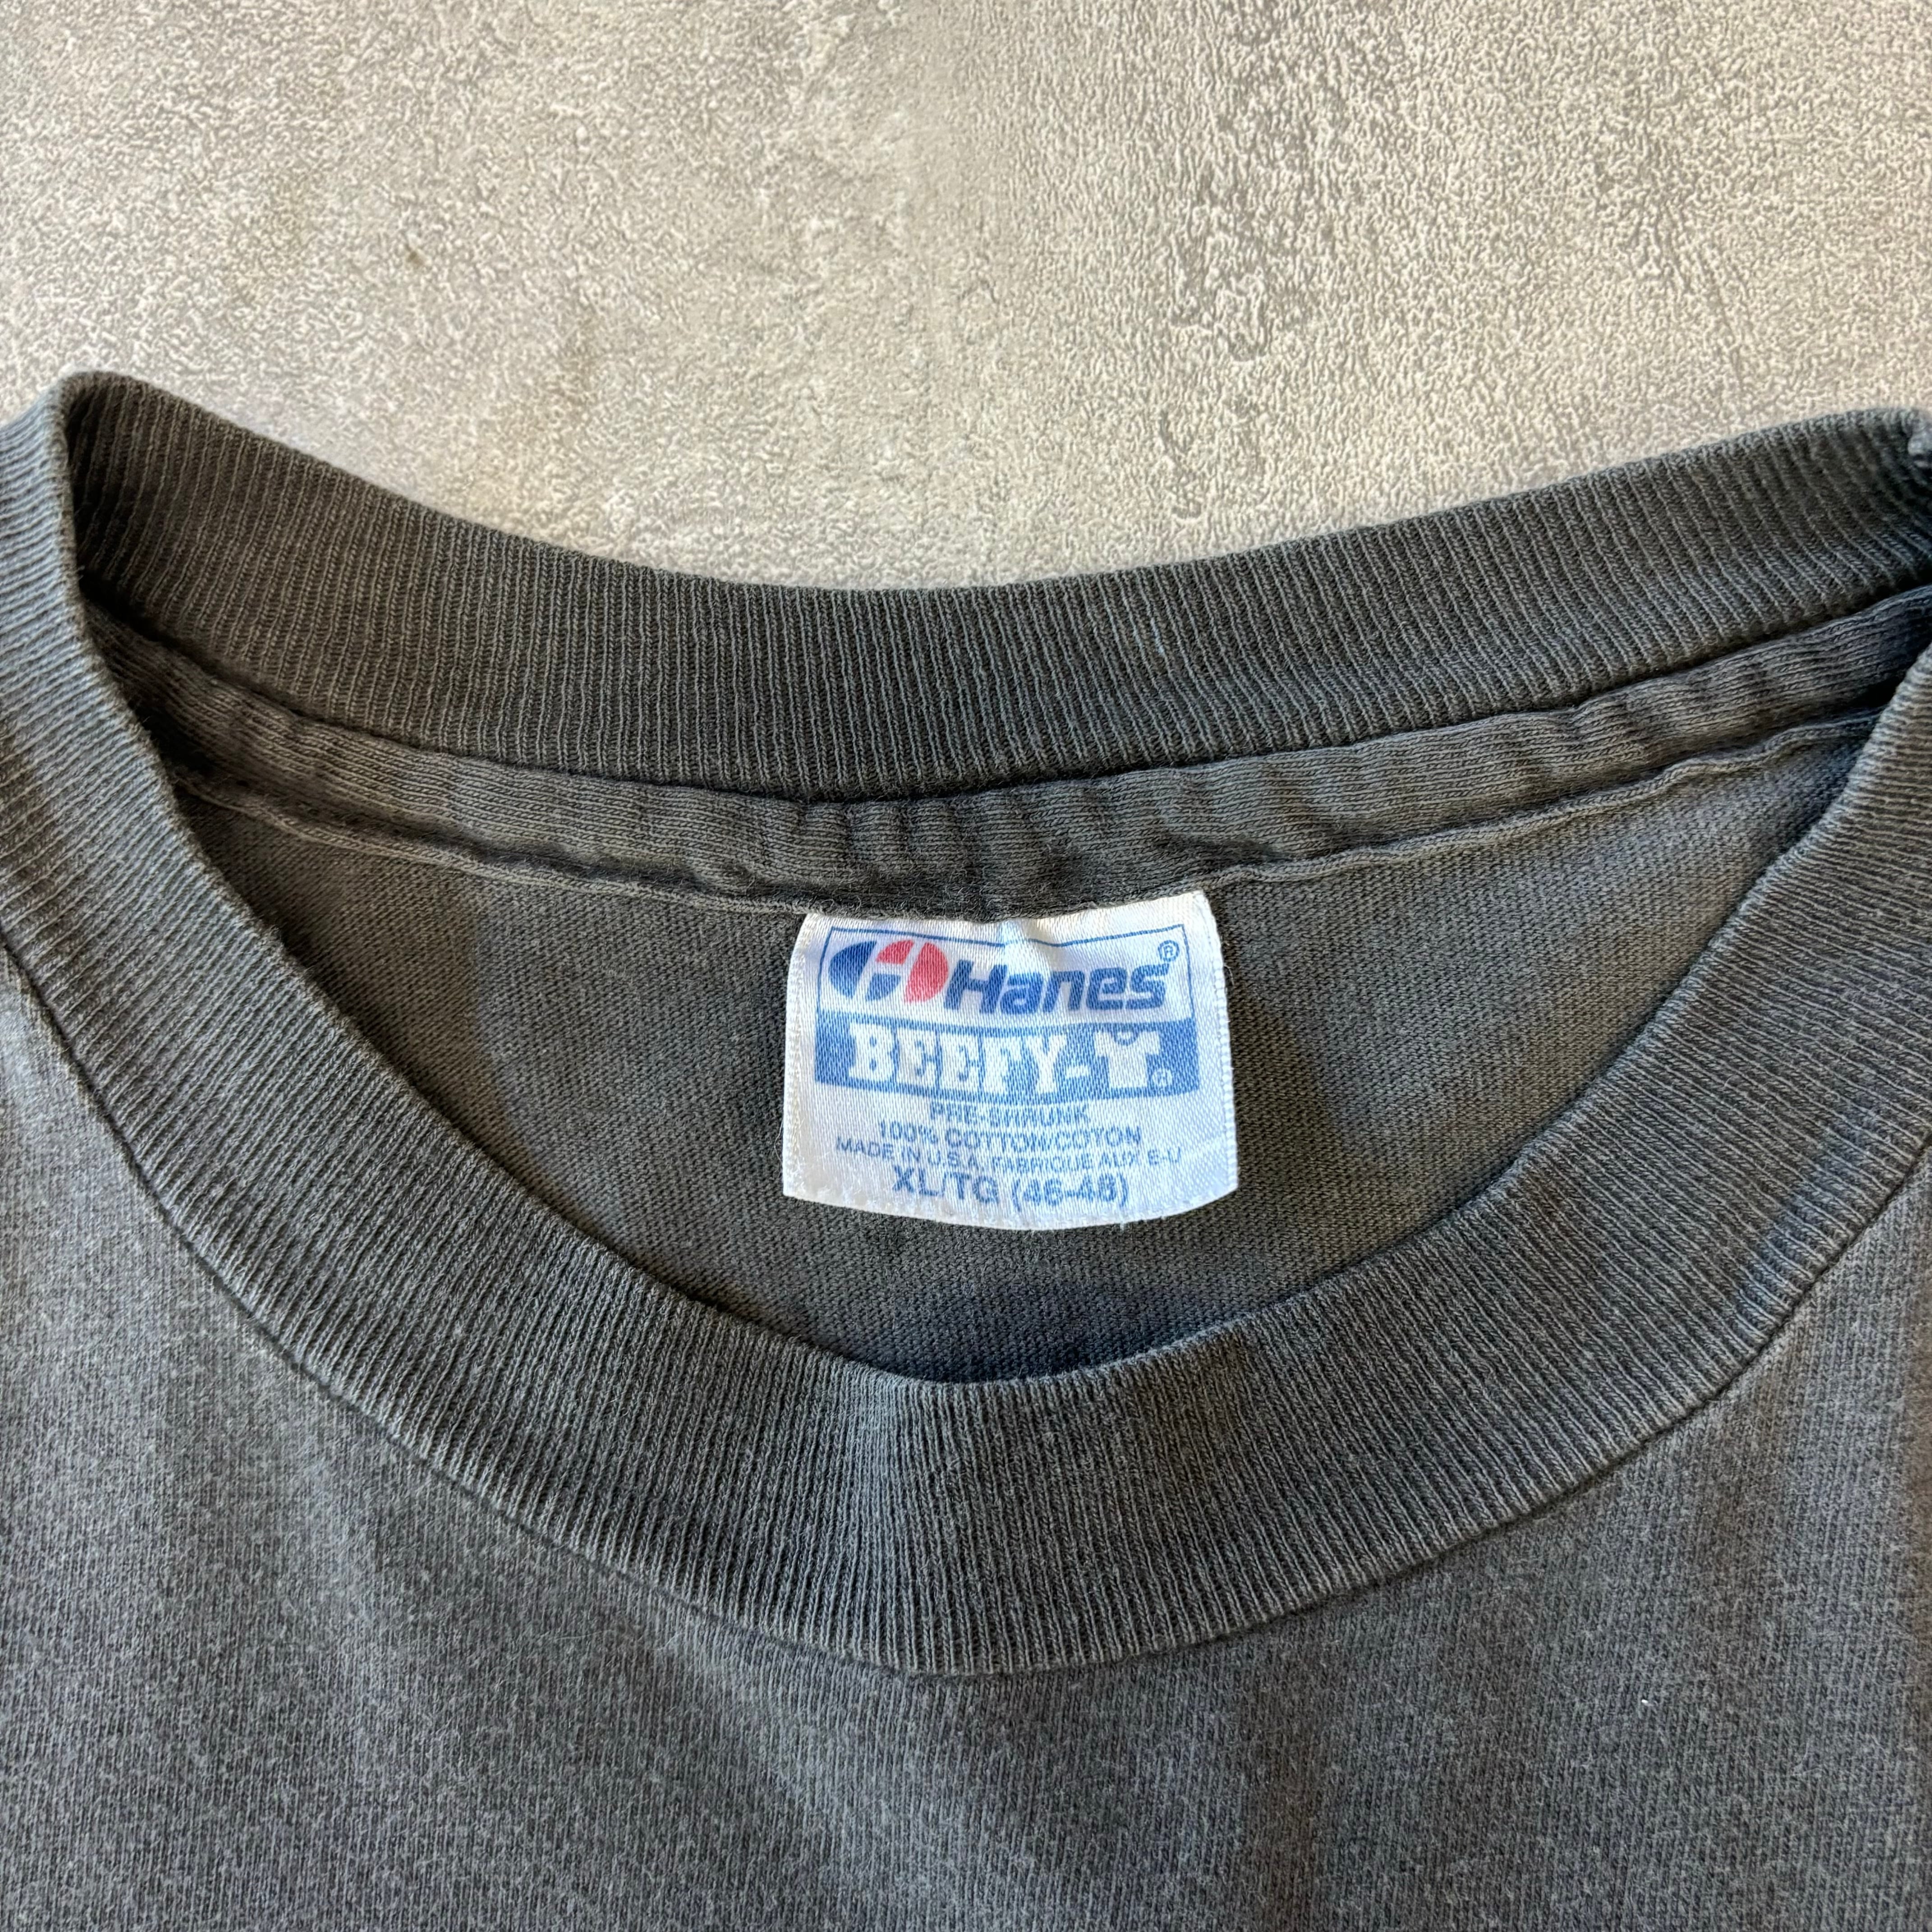 Hanes®
BEEFY-T®
PRE-SHRUNK
100% COTTON/COTON
MADE IN U.S.A. FABRIQUE AUX E-U
XL/TG (46-48)